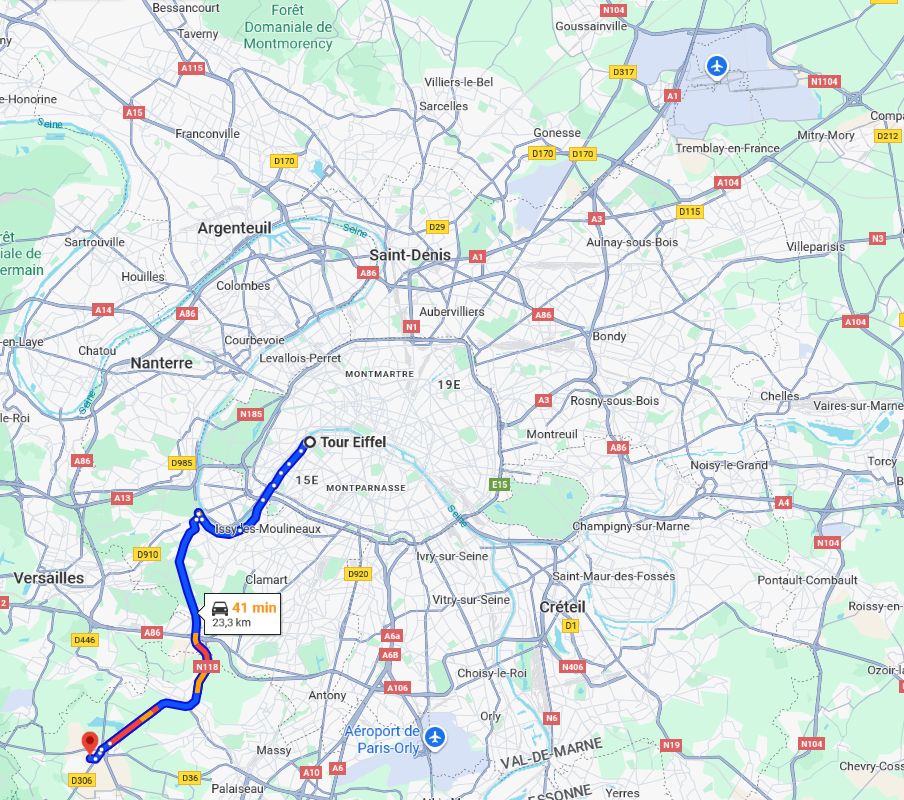 Bessancourt
N104
Forêt
Domaniale de
Montmorency
Goussainville
Taverny
A115
D317
Villiers-le-Bel
N1104
A1
e-Honorine
A15
Sarcelles
Seine
Franconville
Gonesse
Mitry-Mory
D212
D170
D170
D170
Tremblay-en-France
A104
D115
A3
Argenteuil
D29
Seine
N3
Sartrouville
Aulnay-sous-Bois
Villeparisis
Saint-Denis
A1
iale de
ermain
A86
Houilles
Colombes
A14
A86
Aubervilliers
A86
A104
N1
Bondy
-en-Laye
Courbevoie
Chatou
Levallois-Perret
Nanterre
MONTMARTRE
19E
Chelles
Seine
A3
Rosny-sous-Bois
Vaires-sur-Marne
le-Roi
N185
Tour Eiffel
Montreuil
A86
A86
D985
Noisy-le-Grand
Torcy
15E
MONTPARNASSE
E15
A13
A4
Seine
Issy-les-Moulineaux
Champigny-sur-Marne
N104
D910
Ivry-sur-Seine
Versailles
Clamart
D920
Saint-Maur-des-Fossés
Pontault-Combault
2
41 min
23,3 km
Vitry-sur-Seine
Créteil
Roissy-en-
D1
A86
D446
A6a
A6B
N118
N406
Choisy-le-Roi
Ozoir-la
A106
Antony
Orly
N6
Aéroport de
Paris-Orly
Massy
VAL-DE-MARNE
N19
N104
A10
A6
D306
D36
Chevry-Coss
Palaiseau
ESSONNE
Yerres